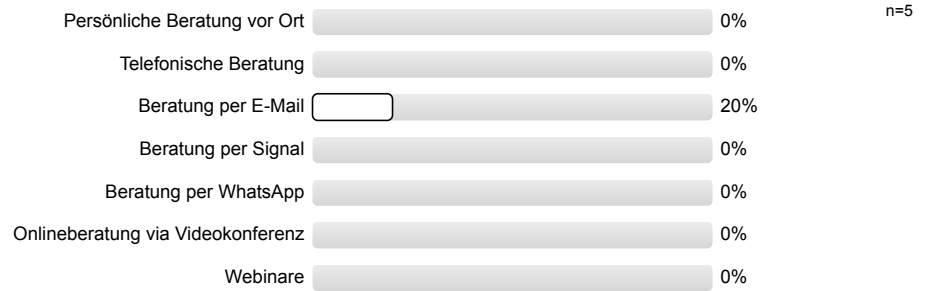 Persönliche Beratung vor Ort 0% n=5
Telefonische Beratung 0%
Beratung per E-Mail 20%
Beratung per Signal 0%
Beratung per WhatsApp 0%
Onlineberatung via Videokonferenz 0%
Webinare 0%